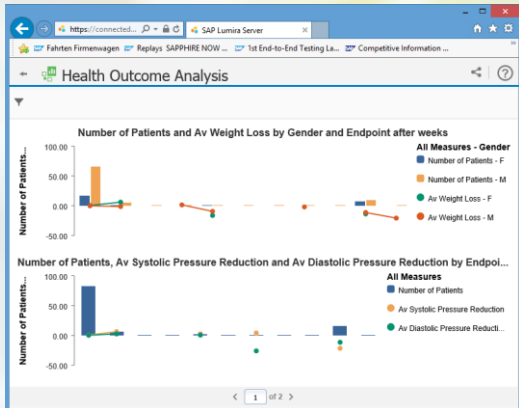 https://connected...
SAP Lumira Server
Fahrten Firmenwagen
Replays SAPPHIRE NOW ...
1st End-to-End Testing La...
Competitive Information ...
Health Outcome Analysis
Number of Patients and Av Weight Loss by Gender and Endpoint after weeks
Number of Patients...
100.00
50.00
0.00
-50.00
All Measures - Gender
Number of Patients - F
Number of Patients - M
Av Weight Loss - F
Av Weight Loss - M
Number of Patients, Av Systolic Pressure Reduction and Av Diastolic Pressure Reduction by Endpoi...
Number of Patients...
100.00
50.00
0.00
-50.00
All Measures
Number of Patients
Av Systolic Pressure Reduction
Av Diastolic Pressure Reducti...
1 of 2